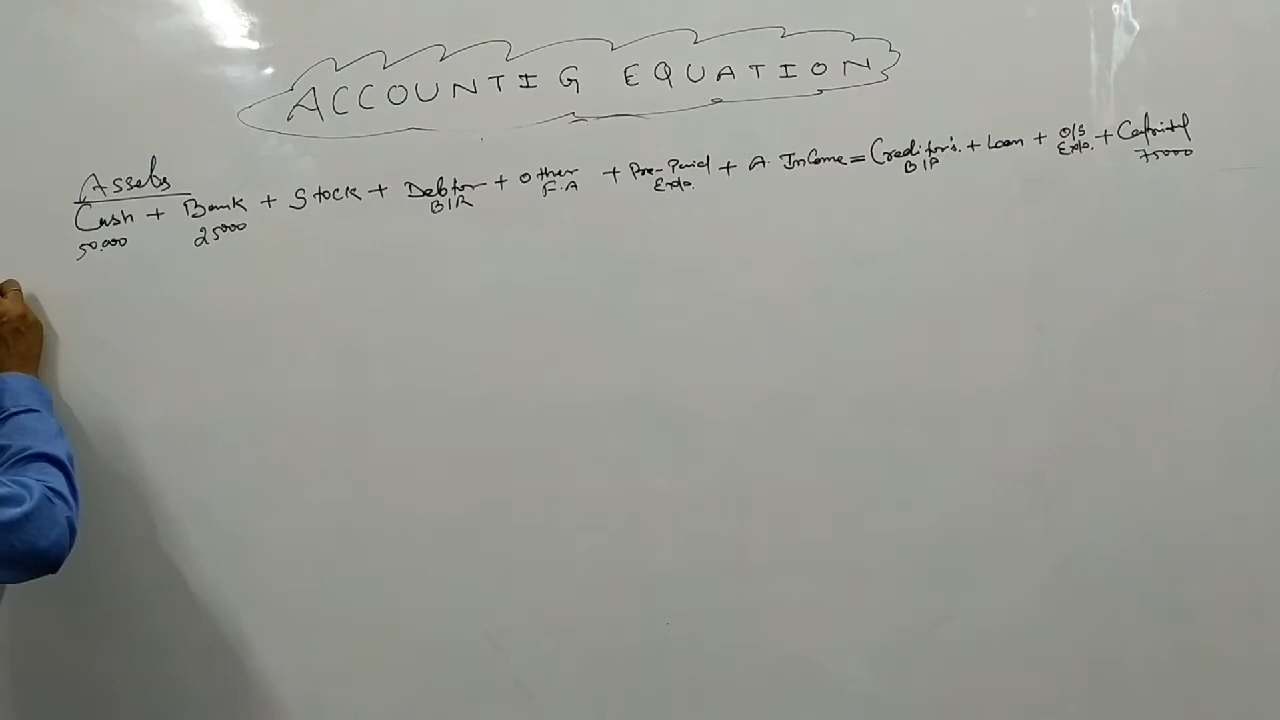 ACCOUNTIG EQUATION
Assets
Cash + Bank + Stock + Debtor + Other + Pre-Paid + A. Income = Creditor's. + Loan + O/S + Capital
B/R F.A Exp. B/P Exp. 75000
50,000 25000